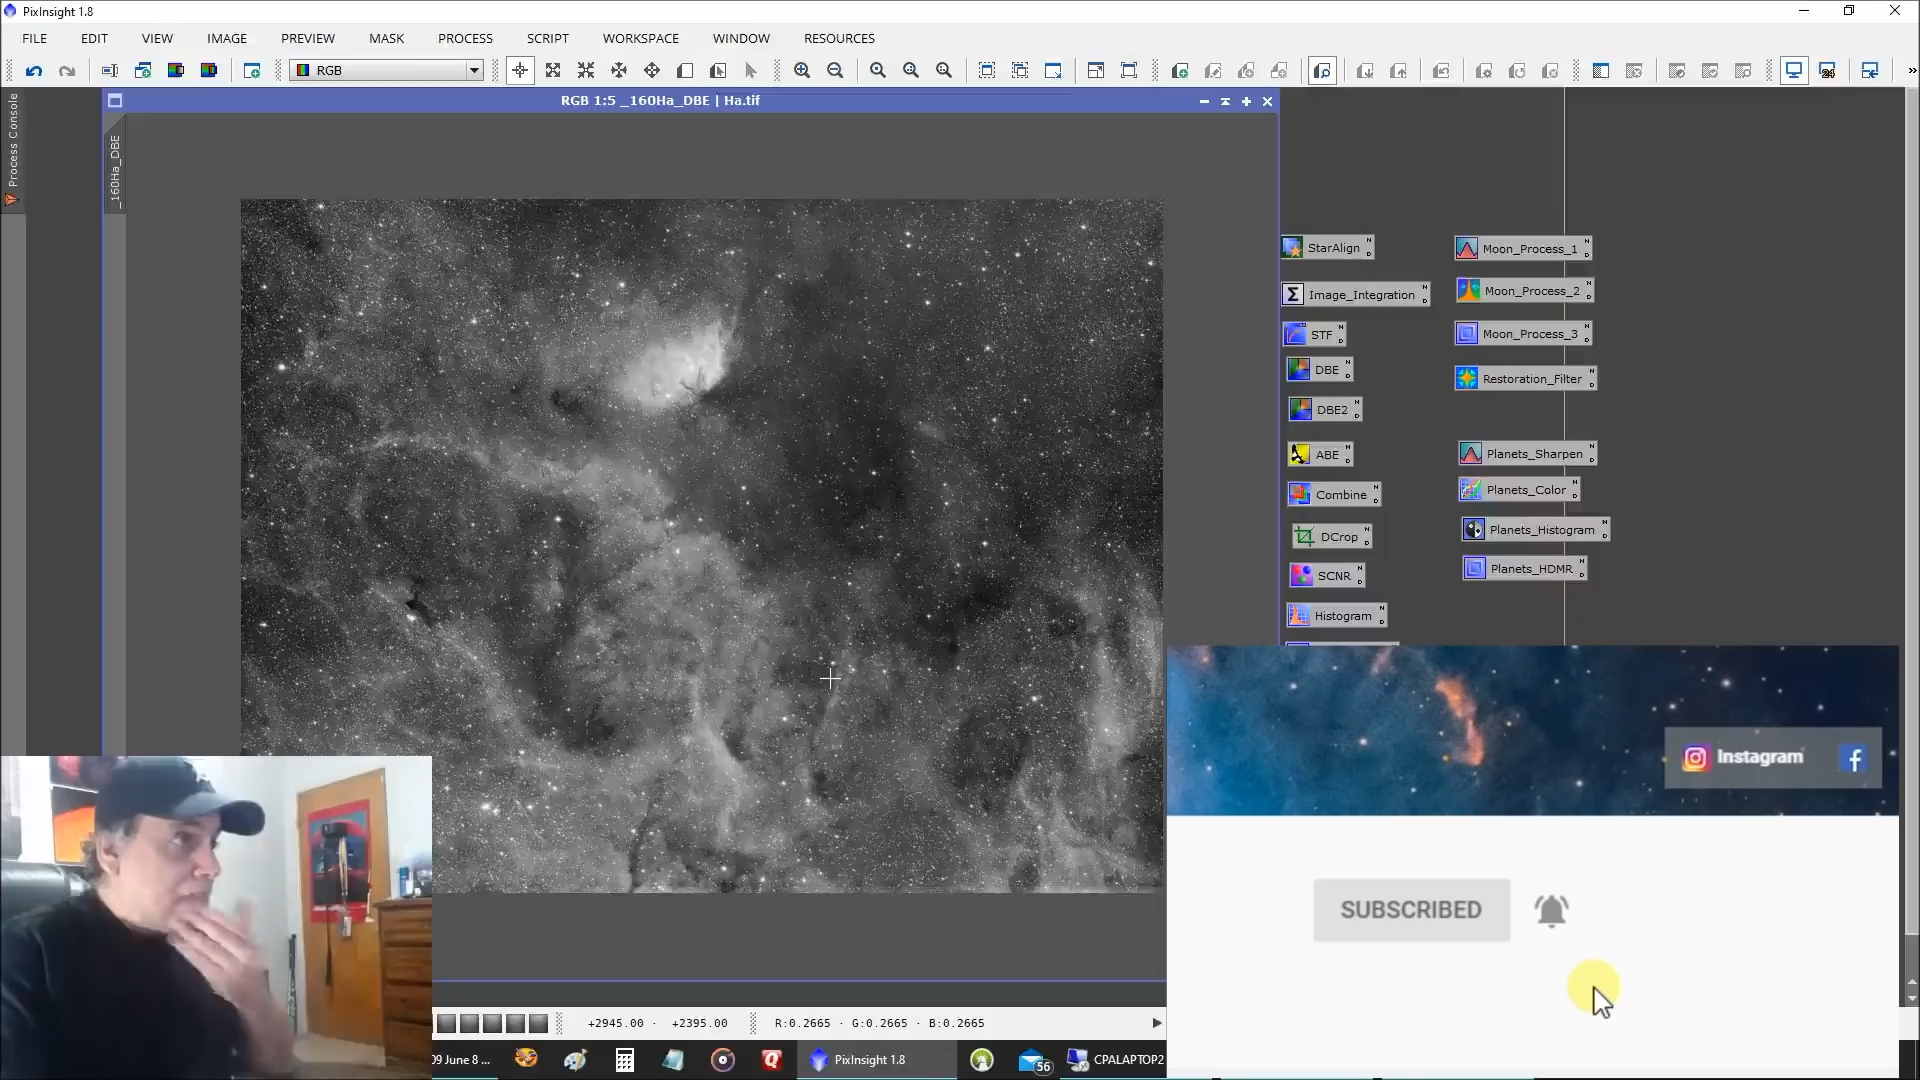 PixInsight 1.8
FILE EDIT VIEW IMAGE PREVIEW MASK PROCESS SCRIPT WORKSPACE WINDOW RESOURCES
RGB
24
Process Console
RGB 1:5 _160Ha_DBE | Ha.tif
_160Ha_DBE
StarAlign
Image_Integration
STF
DBE
DBE2
ABE
Combine
DCrop
SCNR
Histogram
Moon_Process_1
Moon_Process_2
Moon_Process_3
Restoration_Filter
Planets_Sharpen
Planets_Color
Planets_Histogram
Planets_HDMR
Instagram
SUBSCRIBED
+2945.00 · +2395.00 R:0.2665 · G:0.2665 · B:0.2665
09 June 8 ... PixInsight 1.8 56 CPALAPTOP2